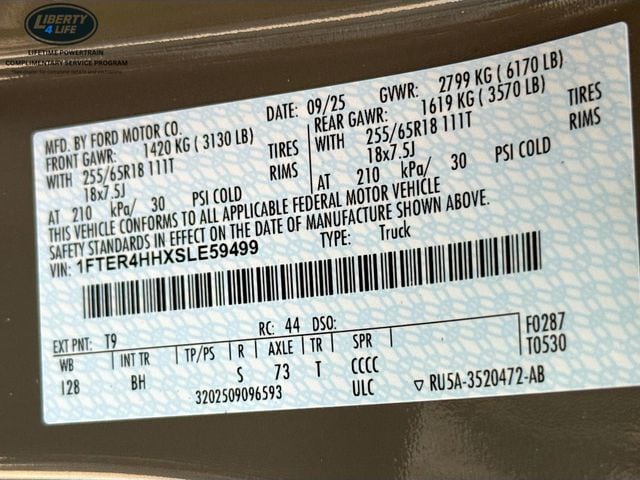 LIBERTY
4 LIFE
LIFETIME POWERTRAIN
COMPLIMENTARY SERVICE PROGRAM
MFD. BY FORD MOTOR CO. DATE: 09/25 GVWR: 2799 KG ( 6170 LB)
FRONT GAWR: 1420 KG ( 3130 LB) REAR GAWR: 1619 KG ( 3570 LB)
WITH 255/65R18 111T TIRES WITH 255/65R18 111T TIRES
18x7.5J RIMS 18x7.5J RIMS
AT 210 kPa/ 30 PSI COLD AT 210 kPa/ 30 PSI COLD
THIS VEHICLE CONFORMS TO ALL APPLICABLE FEDERAL MOTOR VEHICLE
SAFETY STANDARDS IN EFFECT ON THE DATE OF MANUFACTURE SHOWN ABOVE.
VIN: 1FTER4HHXSLE59499 TYPE: Truck
EXT PNT: T9 RC: 44 DSO: F0287
WB INT TR TP/PS R AXLE TR SPR T0530
128 BH S 73 T CCCC
3202509096593 ULC ▽ RU5A-3520472-AB